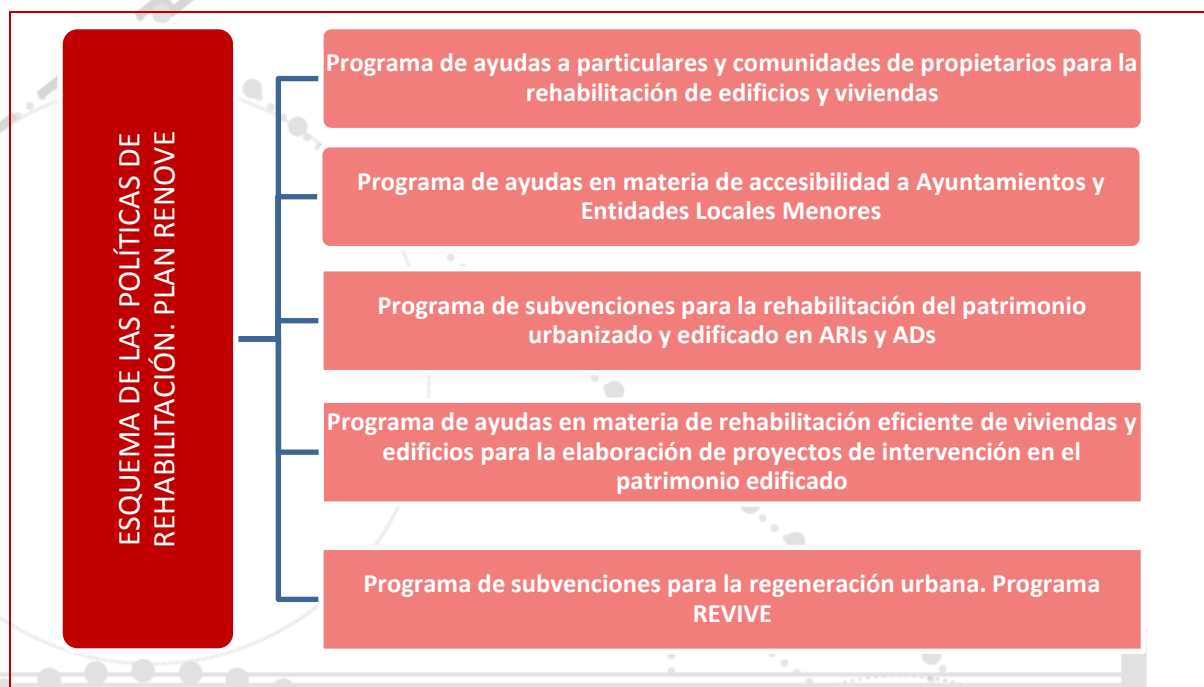 ESQUEMA DE LAS POLÍTICAS DE
REHABILITACIÓN. PLAN RENOVE
Programa de ayudas a particulares y comunidades de propietarios para la
rehabilitación de edificios y viviendas
Programa de ayudas en materia de accesibilidad a Ayuntamientos y
Entidades Locales Menores
Programa de subvenciones para la rehabilitación del patrimonio
urbanizado y edificado en ARIs y ADs
Programa de ayudas en materia de rehabilitación eficiente de viviendas y
edificios para la elaboración de proyectos de intervención en el
patrimonio edificado
Programa de subvenciones para la regeneración urbana. Programa
REVIVE